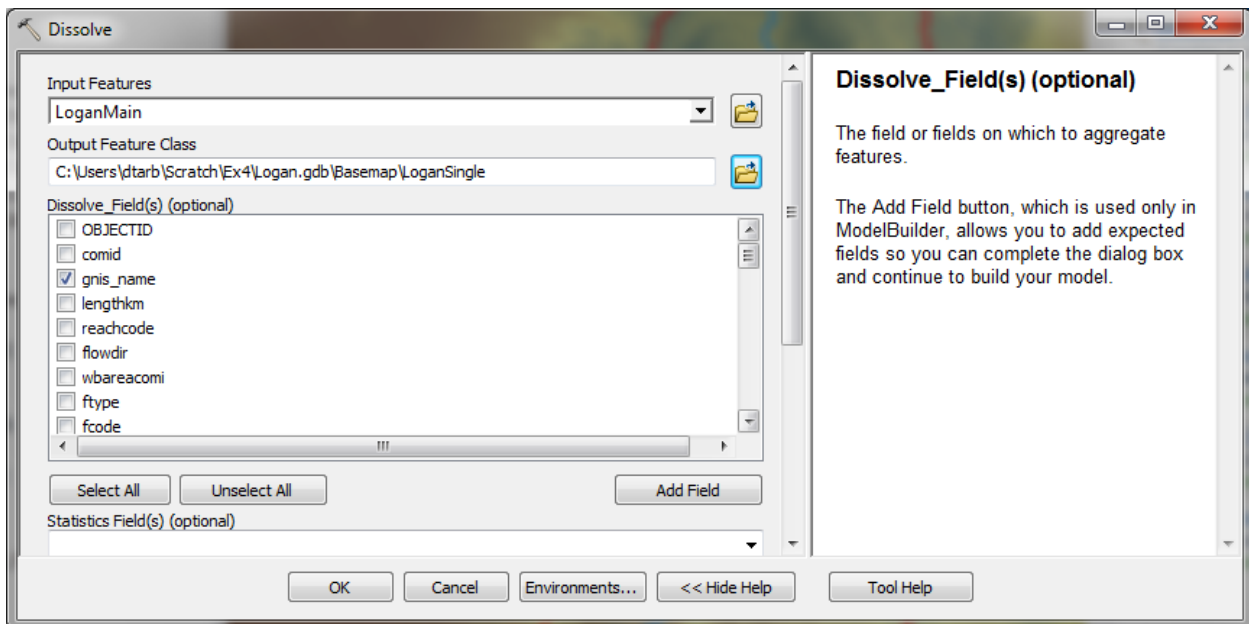 Dissolve
Input Features
LoganMain
Output Feature Class
C:\Users\dtarb\Scratch\Ex4\Logan.gdb\Basemap\LoganSingle
Dissolve_Field(s) (optional)
OBJECTID
comid
gnis_name
lengthkm
reachcode
flowdir
wbareacomi
ftype
fcode
Select All
Unselect All
Add Field
Statistics Field(s) (optional)
OK
Cancel
Environments...
<< Hide Help
Tool Help
Dissolve_Field(s) (optional)
The field or fields on which to aggregate
features.
The Add Field button, which is used only in
ModelBuilder, allows you to add expected
fields so you can complete the dialog box
and continue to build your model.